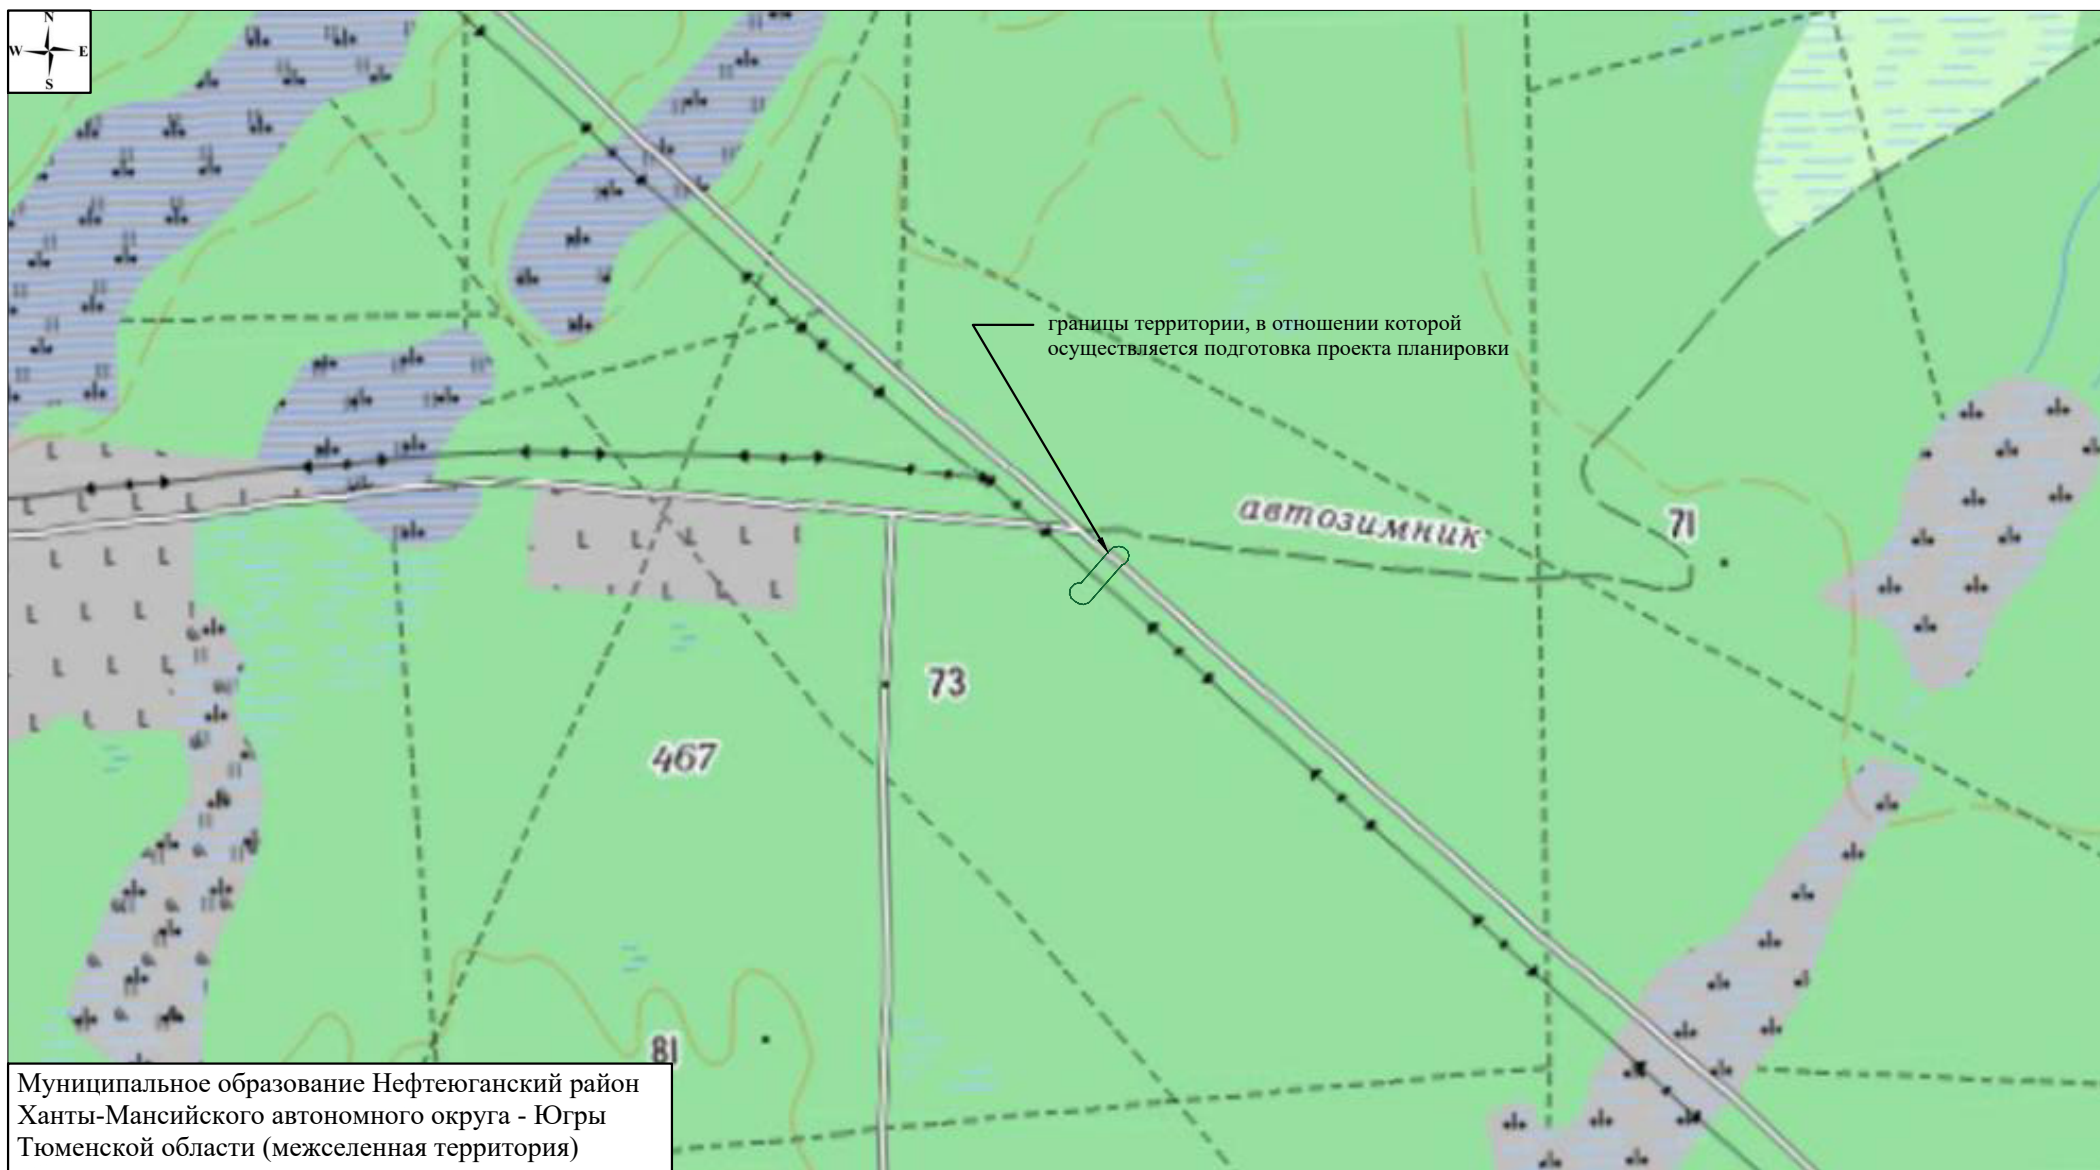 N
W E
S
границы территории, в отношении которой
осуществляется подготовка проекта планировки
автозимник
71
73
467
81
Муниципальное образование Нефтеюганский район
Ханты-Мансийского автономного округа - Югры
Тюменской области (межселенная территория)